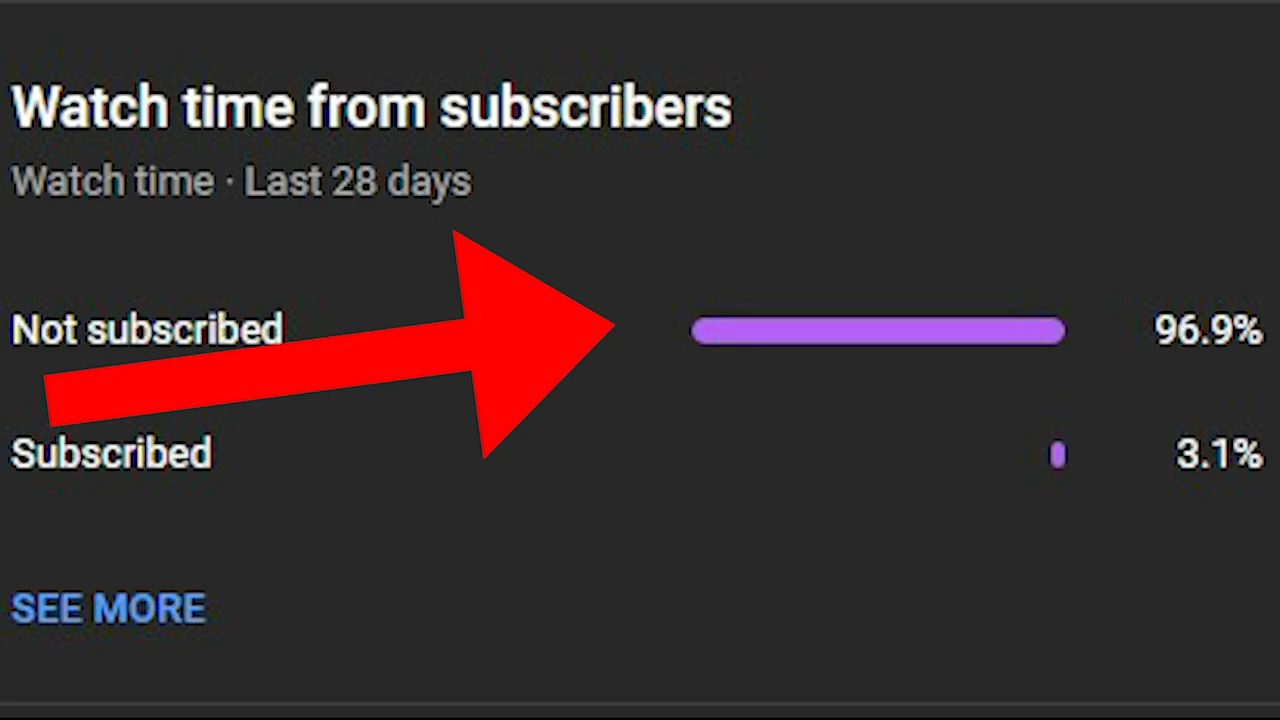 Watch time from subscribers
Watch time · Last 28 days
Not subscribed 96.9%
Subscribed 3.1%
SEE MORE